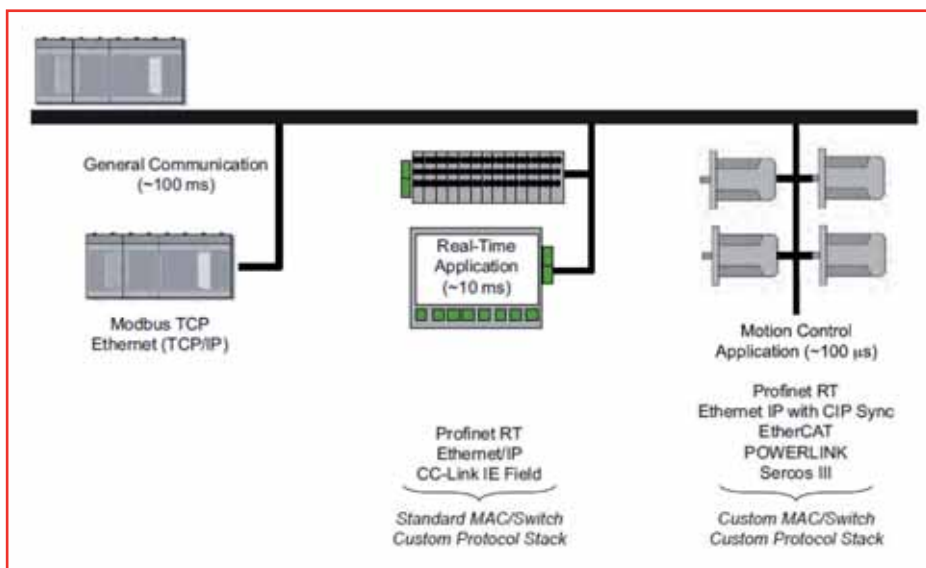 General Communication
(~100 ms)
Modbus TCP
Ethernet (TCP/IP)
Real-Time
Application
(~10 ms)
Profinet RT
Ethernet/IP
CC-Link IE Field
Standard MAC/Switch
Custom Protocol Stack
Motion Control
Application (~100 µs)
Profinet RT
Ethernet IP with CIP Sync
EtherCAT
POWERLINK
Sercos III
Custom MAC/Switch
Custom Protocol Stack